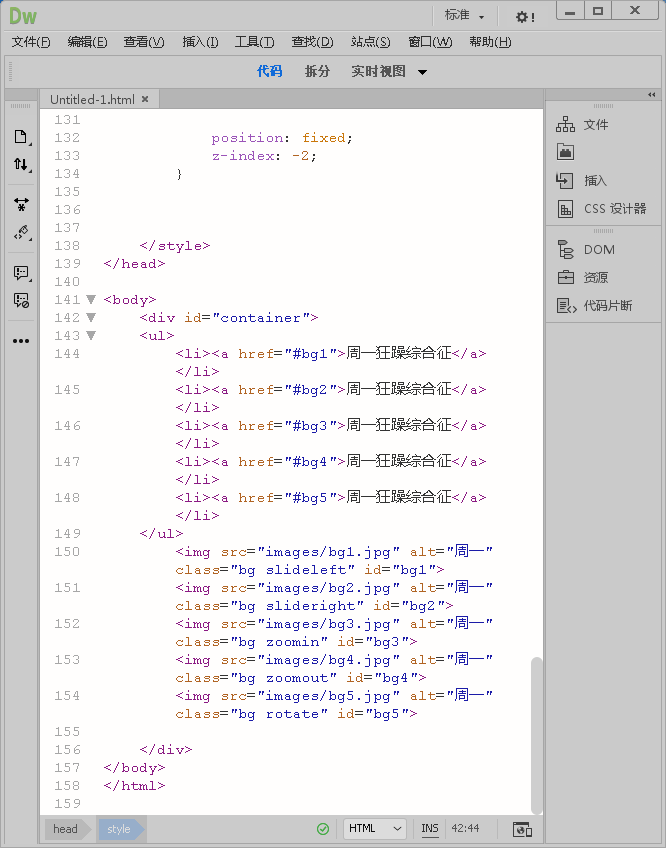 Dw
标准
文件(F) 编辑(E) 查看(V) 插入(I) 工具(T) 查找(D) 站点(S) 窗口(W) 帮助(H)
代码 拆分 实时视图
Untitled-1.html ×
131
132 position: fixed;
133 z-index: -2;
134 }
135
136
137
138 </style>
139 </head>
140
141 <body>
142 <div id="container">
143 <ul>
144 <li><a href="#bg1">周一狂躁综合征</a>
</li>
145 <li><a href="#bg2">周一狂躁综合征</a>
</li>
146 <li><a href="#bg3">周一狂躁综合征</a>
</li>
147 <li><a href="#bg4">周一狂躁综合征</a>
</li>
148 <li><a href="#bg5">周一狂躁综合征</a>
</li>
149 </ul>
150 <img src="images/bg1.jpg" alt="周一"
class="bg slideleft" id="bg1">
151 <img src="images/bg2.jpg" alt="周一"
class="bg slideright" id="bg2">
152 <img src="images/bg3.jpg" alt="周一"
class="bg zoomin" id="bg3">
153 <img src="images/bg4.jpg" alt="周一"
class="bg zoomout" id="bg4">
154 <img src="images/bg5.jpg" alt="周一"
class="bg rotate" id="bg5">
155
156 </div>
157 </body>
158 </html>
159
文件
插入
CSS 设计器
DOM
资源
代码片断
head style HTML INS 42:44